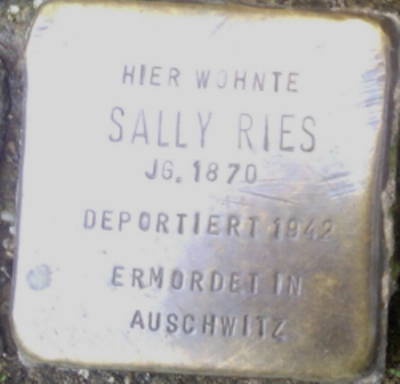 HIER WOHNTE
SALLY RIES
JG. 1870
DEPORTIERT 1942
ERMORDET IN
AUSCHWITZ